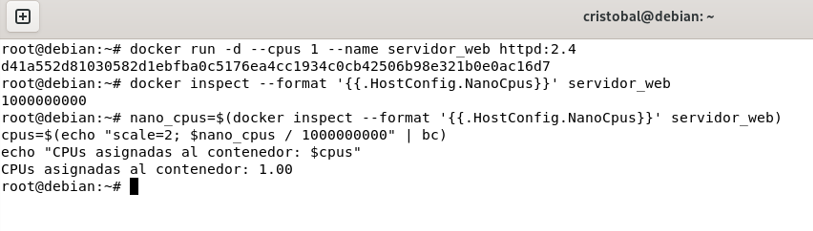 cristobal@debian: ~
root@debian:~# docker run -d --cpus 1 --name servidor_web httpd:2.4
d41a552d81030582d1ebfba0c5176ea4cc1934c0cb42506b98e321b0e0ac16d7
root@debian:~# docker inspect --format '{{.HostConfig.NanoCpus}}' servidor_web
1000000000
root@debian:~# nano_cpus=$(docker inspect --format '{{.HostConfig.NanoCpus}}' servidor_web)
cpus=$(echo "scale=2; $nano_cpus / 1000000000" | bc)
echo "CPUs asignadas al contenedor: $cpus"
CPUs asignadas al contenedor: 1.00
root@debian:~#